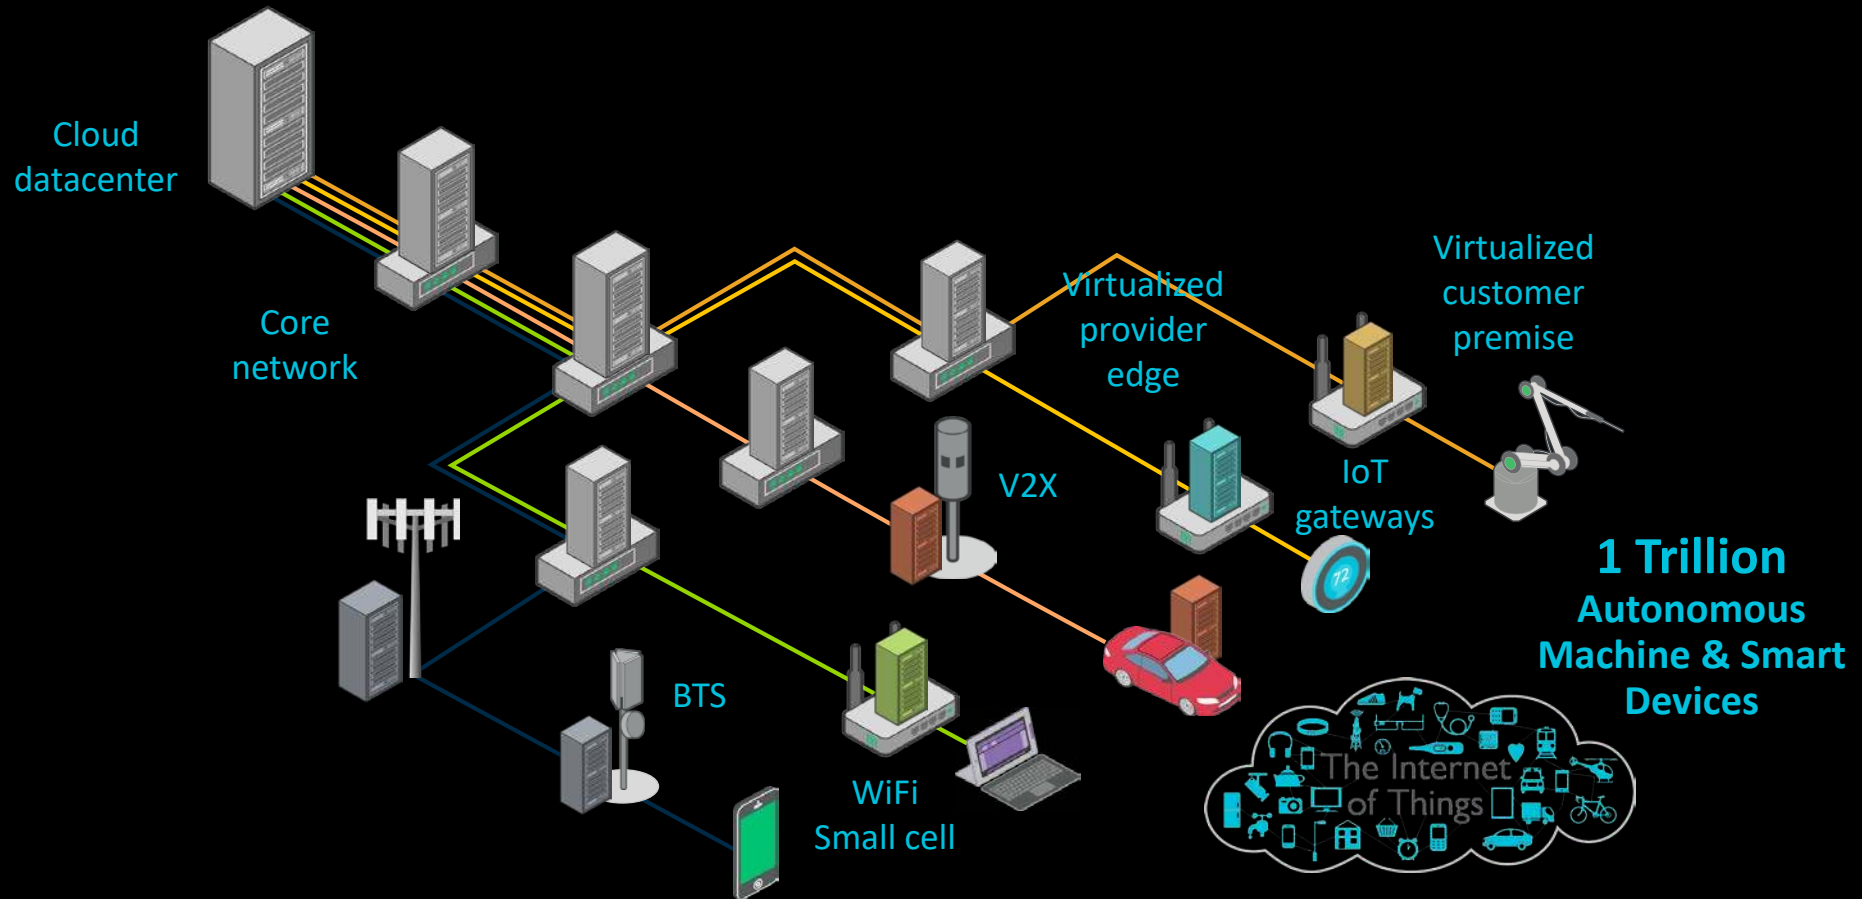 Cloud
datacenter
Core
network
Virtualized
provider
edge
Virtualized
customer
premise
V2X
IoT
gateways
72
1 Trillion
Autonomous
Machine & Smart
Devices
BTS
WiFi
Small cell
The Internet
of Things